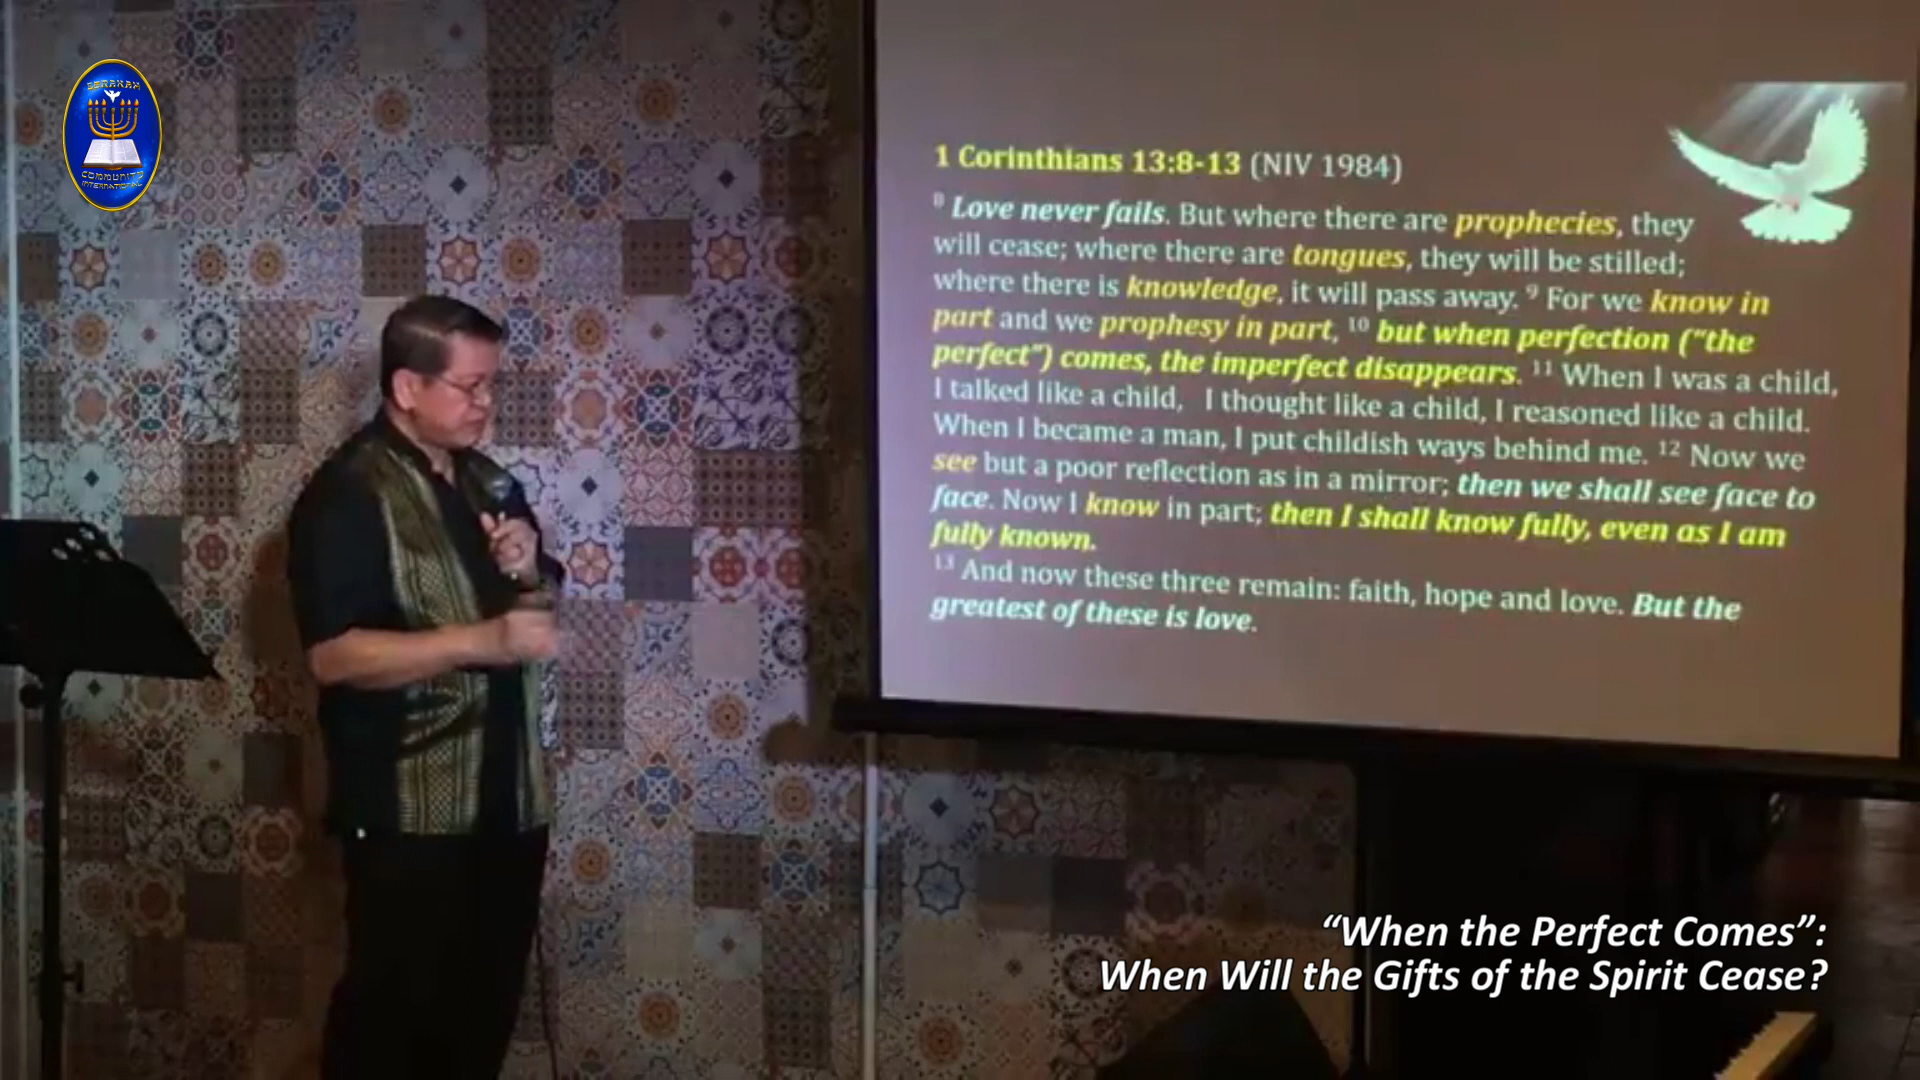 BERAKAH
COMMUNITY
INTERNATIONAL
1 Corinthians 13:8-13 (NIV 1984)
8 Love never fails. But where there are prophecies, they
will cease; where there are tongues, they will be stilled;
where there is knowledge, it will pass away. 9 For we know in
part and we prophesy in part, 10 but when perfection ("the
perfect") comes, the imperfect disappears. 11 When I was a child,
I talked like a child, I thought like a child, I reasoned like a child.
When I became a man, I put childish ways behind me. 12 Now we
see but a poor reflection as in a mirror; then we shall see face to
face. Now I know in part; then I shall know fully, even as I am
fully known.
13 And now these three remain: faith, hope and love. But the
greatest of these is love.
“When the Perfect Comes”:
When Will the Gifts of the Spirit Cease?